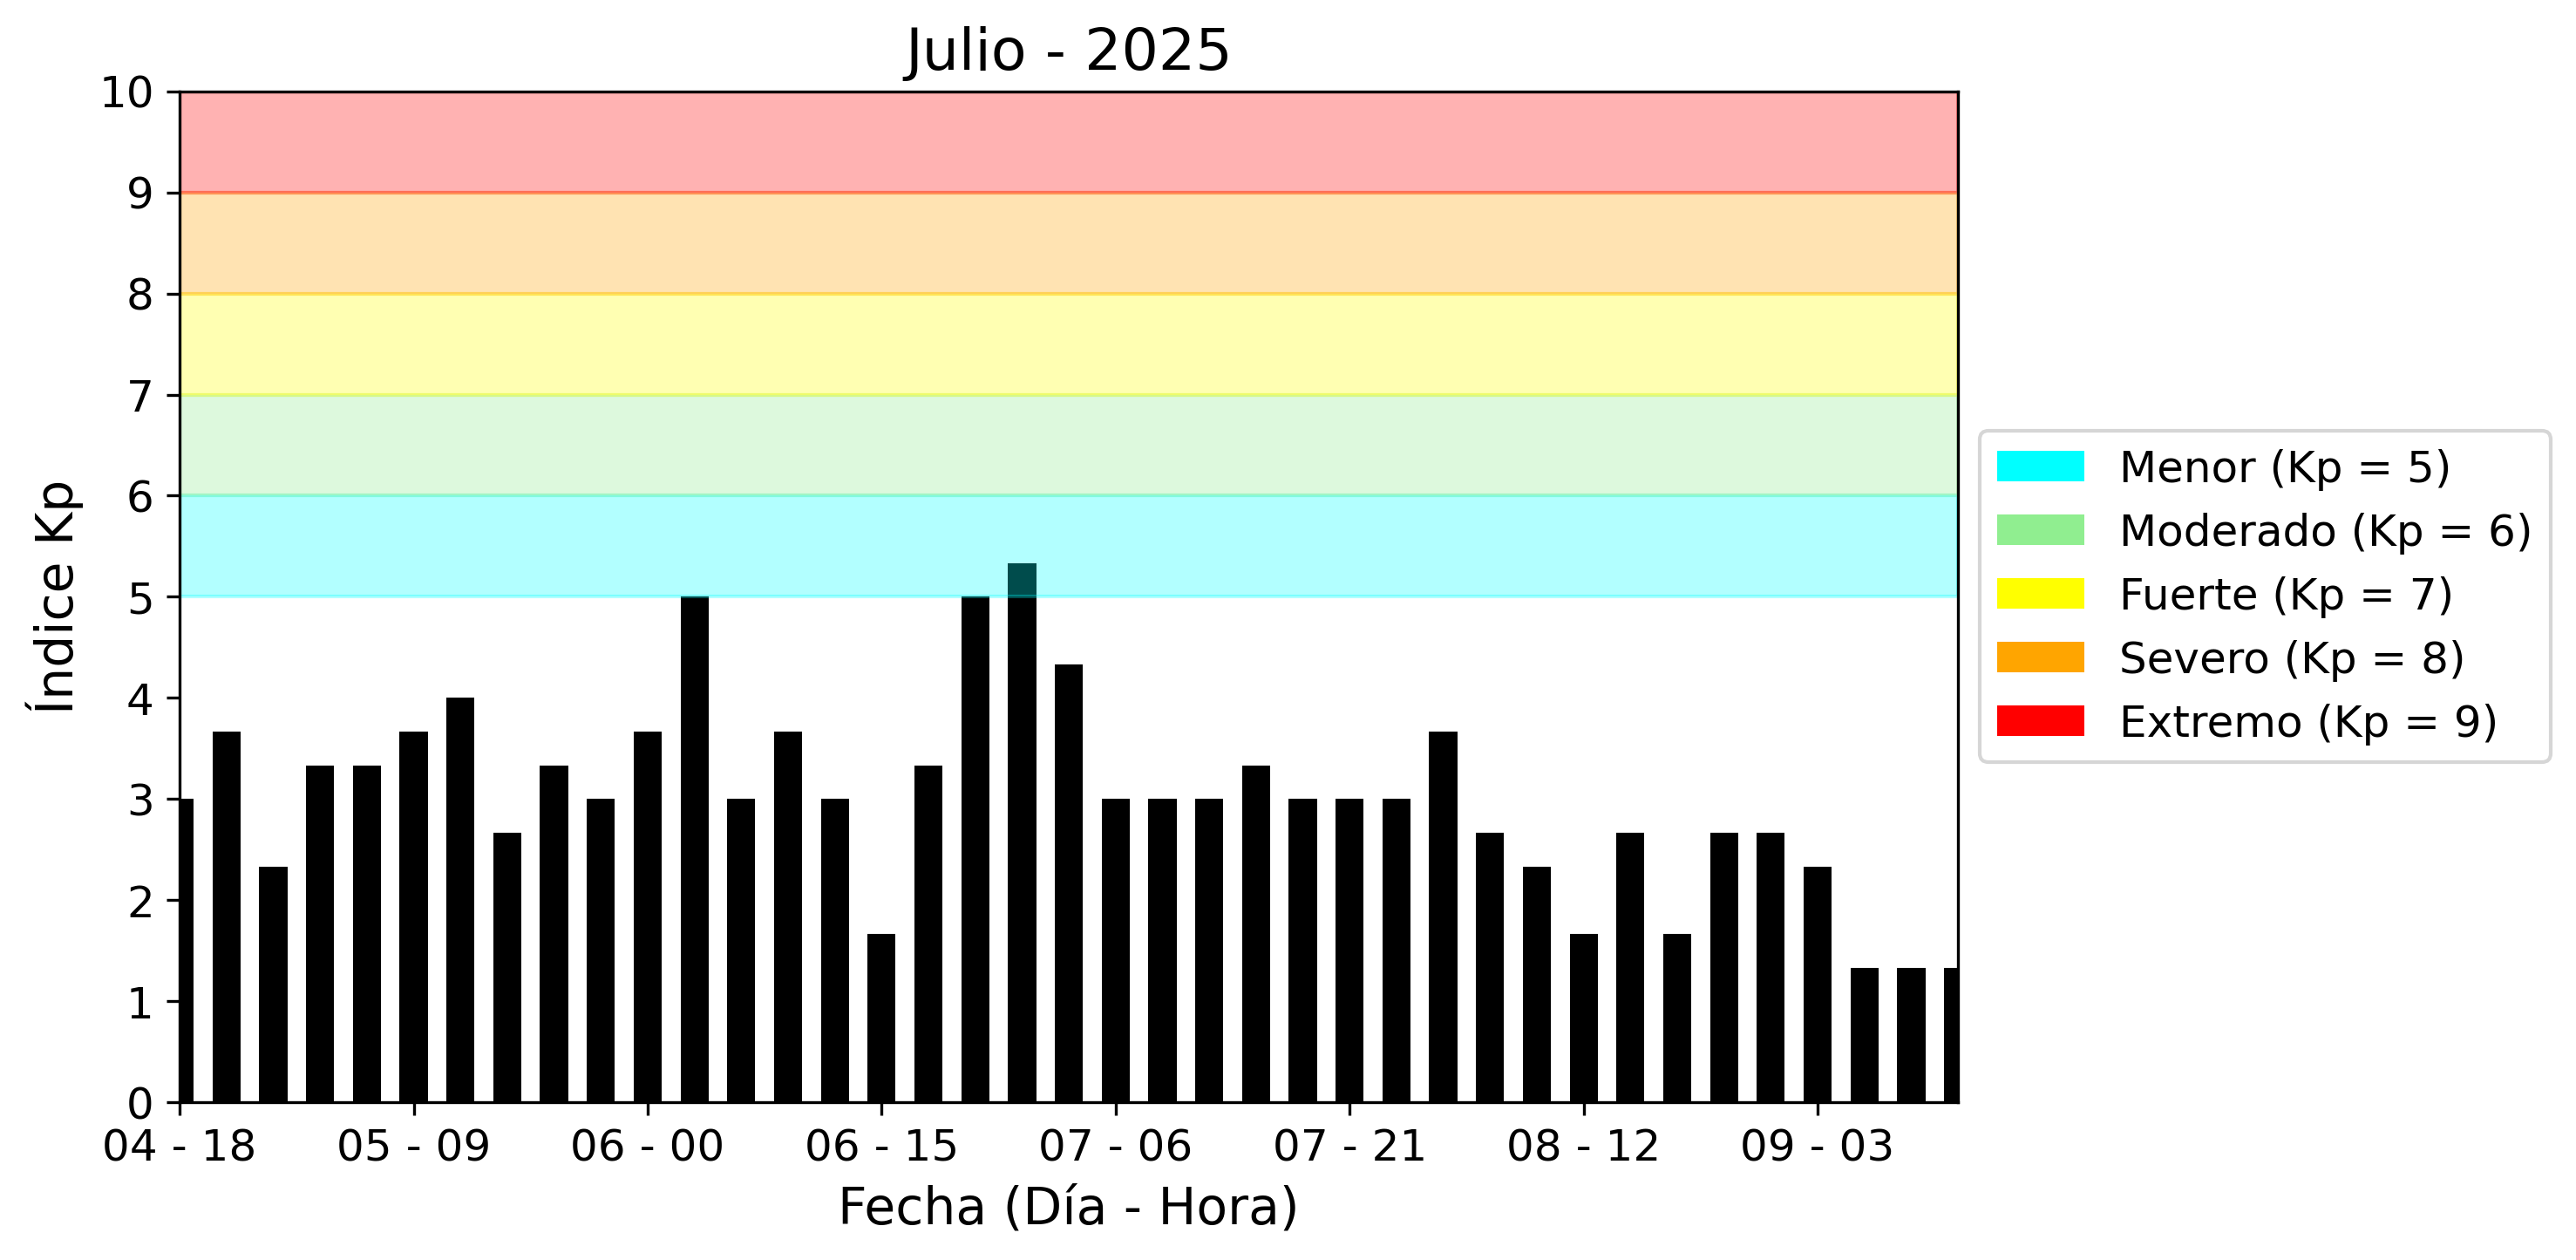 Julio - 2025
10
9
8
7
6
5
4
3
2
1
0
Índice Kp
04 - 18 05 - 09 06 - 00 06 - 15 07 - 06 07 - 21 08 - 12 09 - 03
Fecha (Día - Hora)
Menor (Kp = 5)
Moderado (Kp = 6)
Fuerte (Kp = 7)
Severo (Kp = 8)
Extremo (Kp = 9)